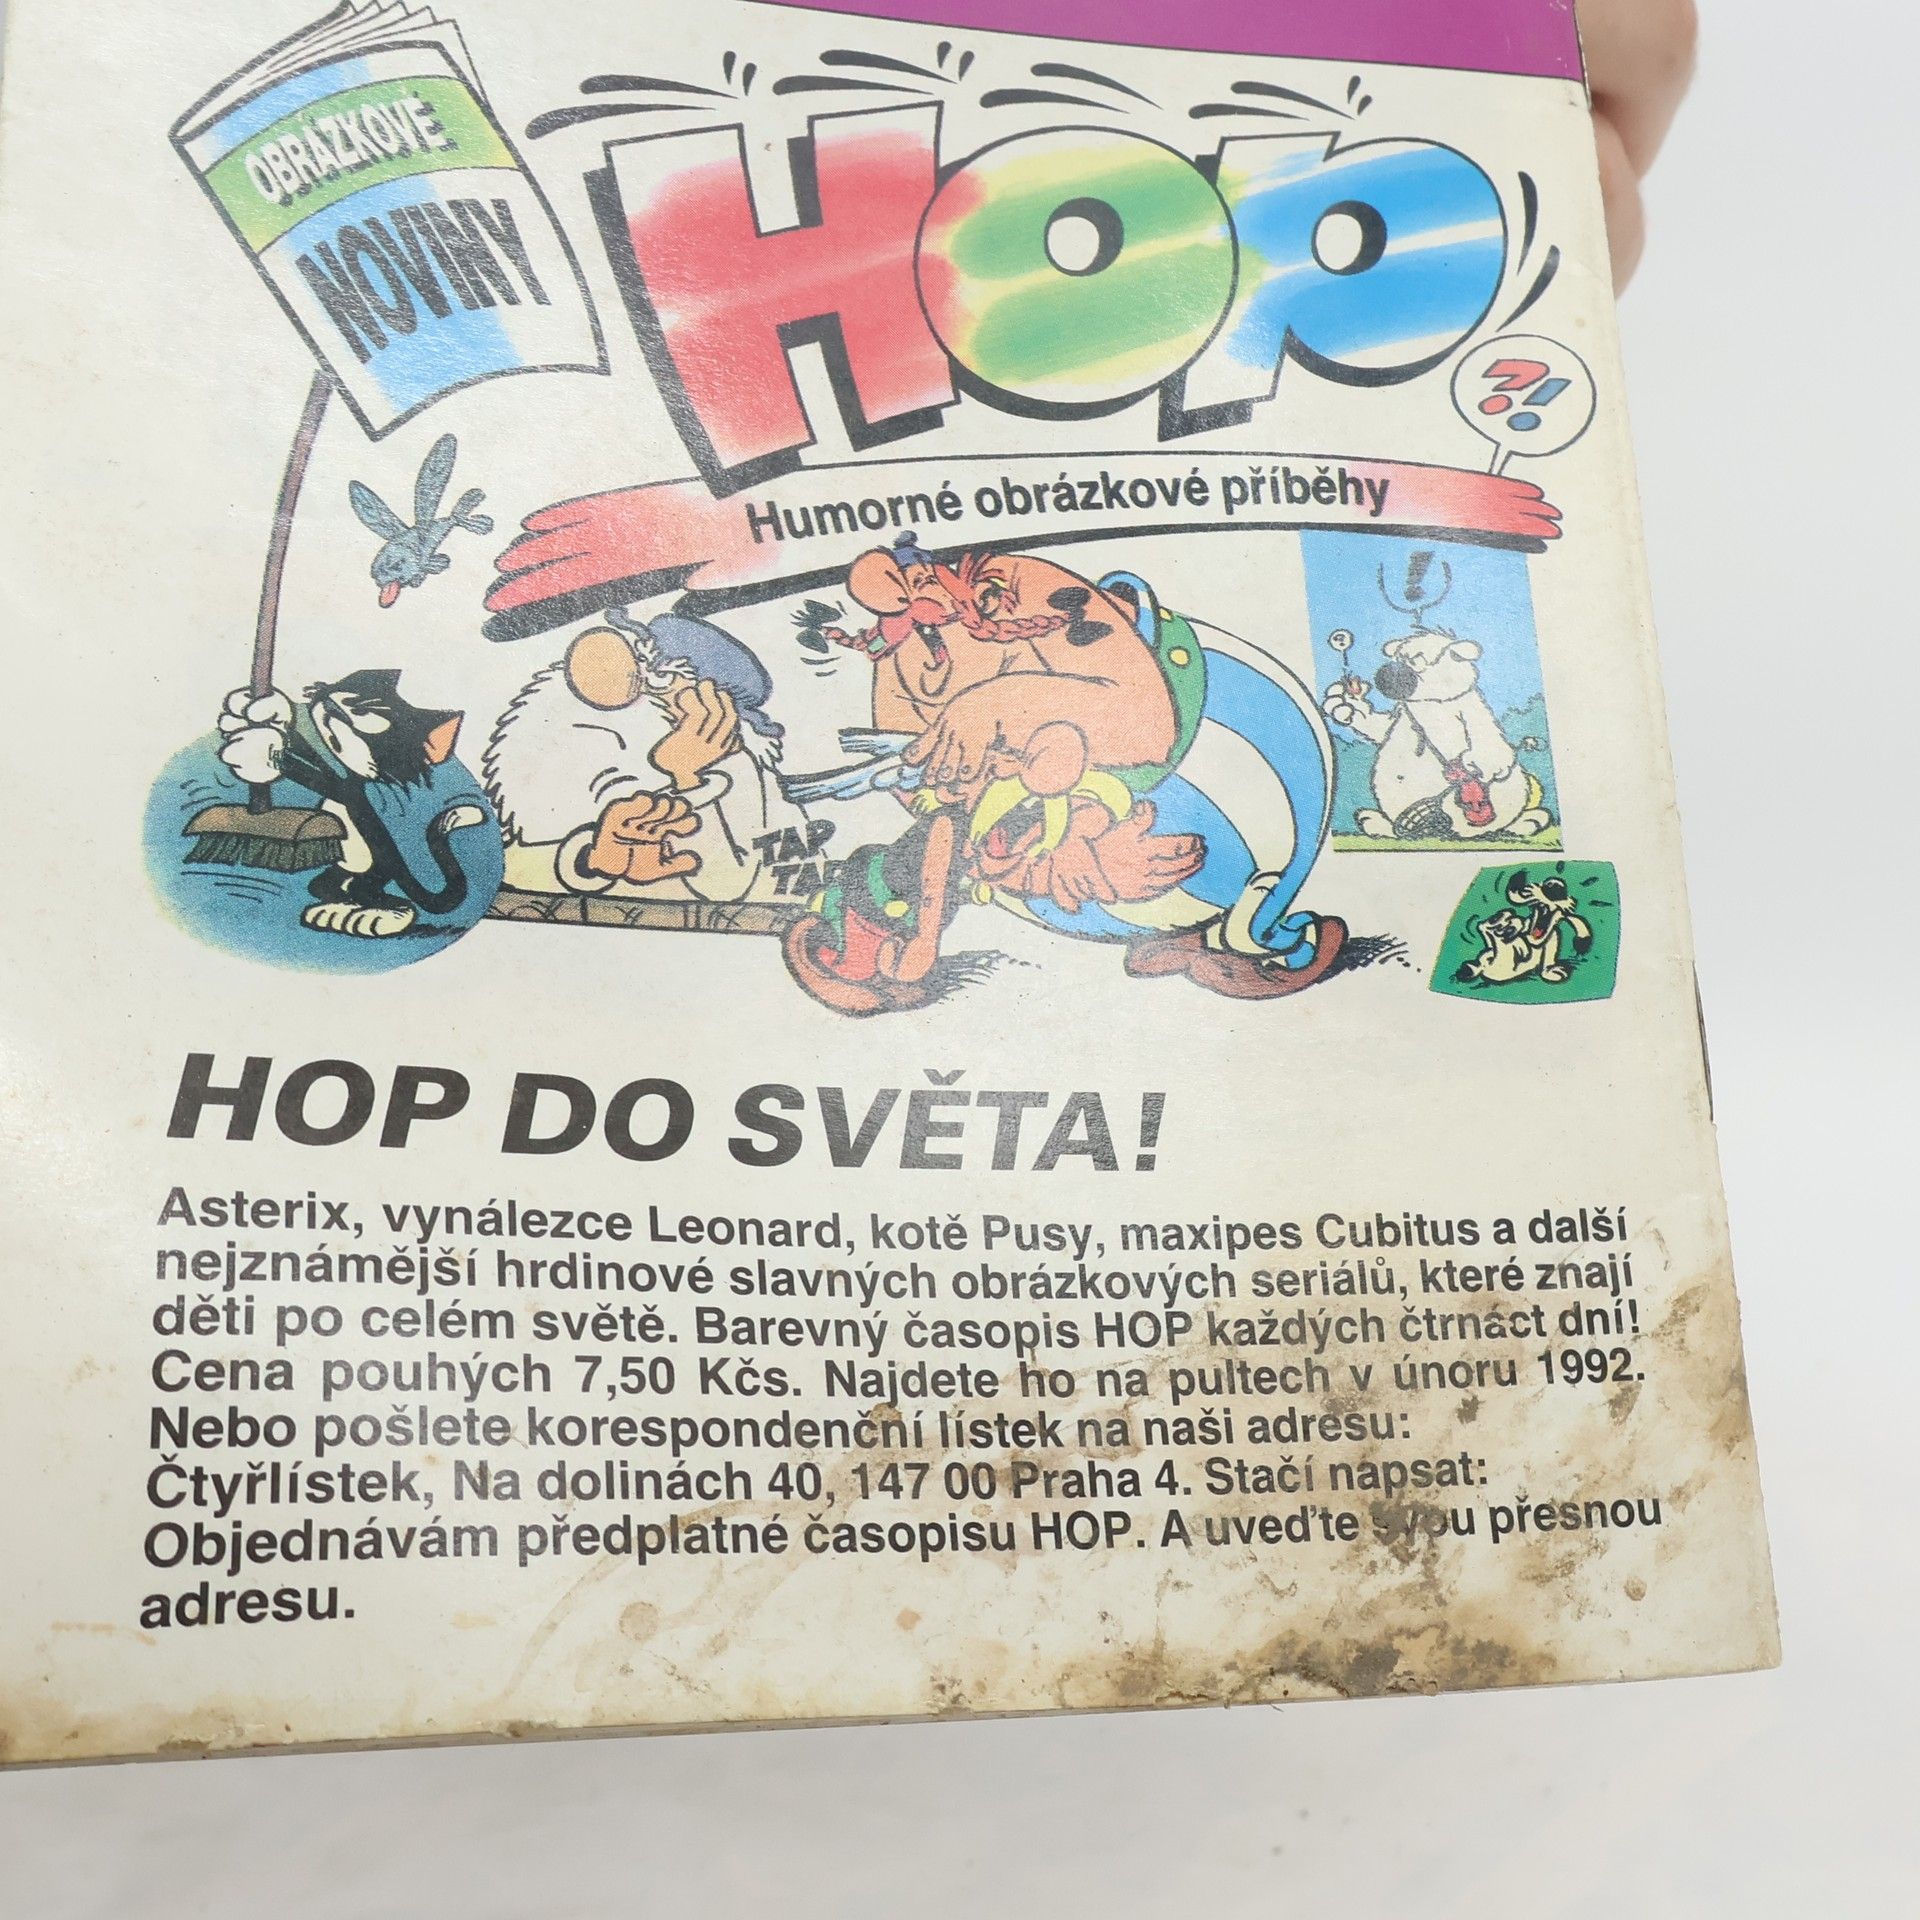 OBRÁZKOVÉ
NOVINY
HOP
?!
Humorné obrázkové příběhy
!
?
TAP
TAP
HOP DO SVĚTA!
Asterix, vynálezce Leonard, kotě Pusy, maxipes Cubitus a další
nejznámější hrdinové slavných obrázkových seriálů, které znají
děti po celém světě. Barevný časopis HOP každých čtrnáct dní!
Cena pouhých 7,50 Kčs. Najdete ho na pultech v únoru 1992.
Nebo pošlete korespondenční lístek na naši adresu:
Čtyřlístek, Na dolinách 40, 147 00 Praha 4. Stačí napsat:
Objednávám předplatné časopisu HOP. A uveďte svou přesnou
adresu.